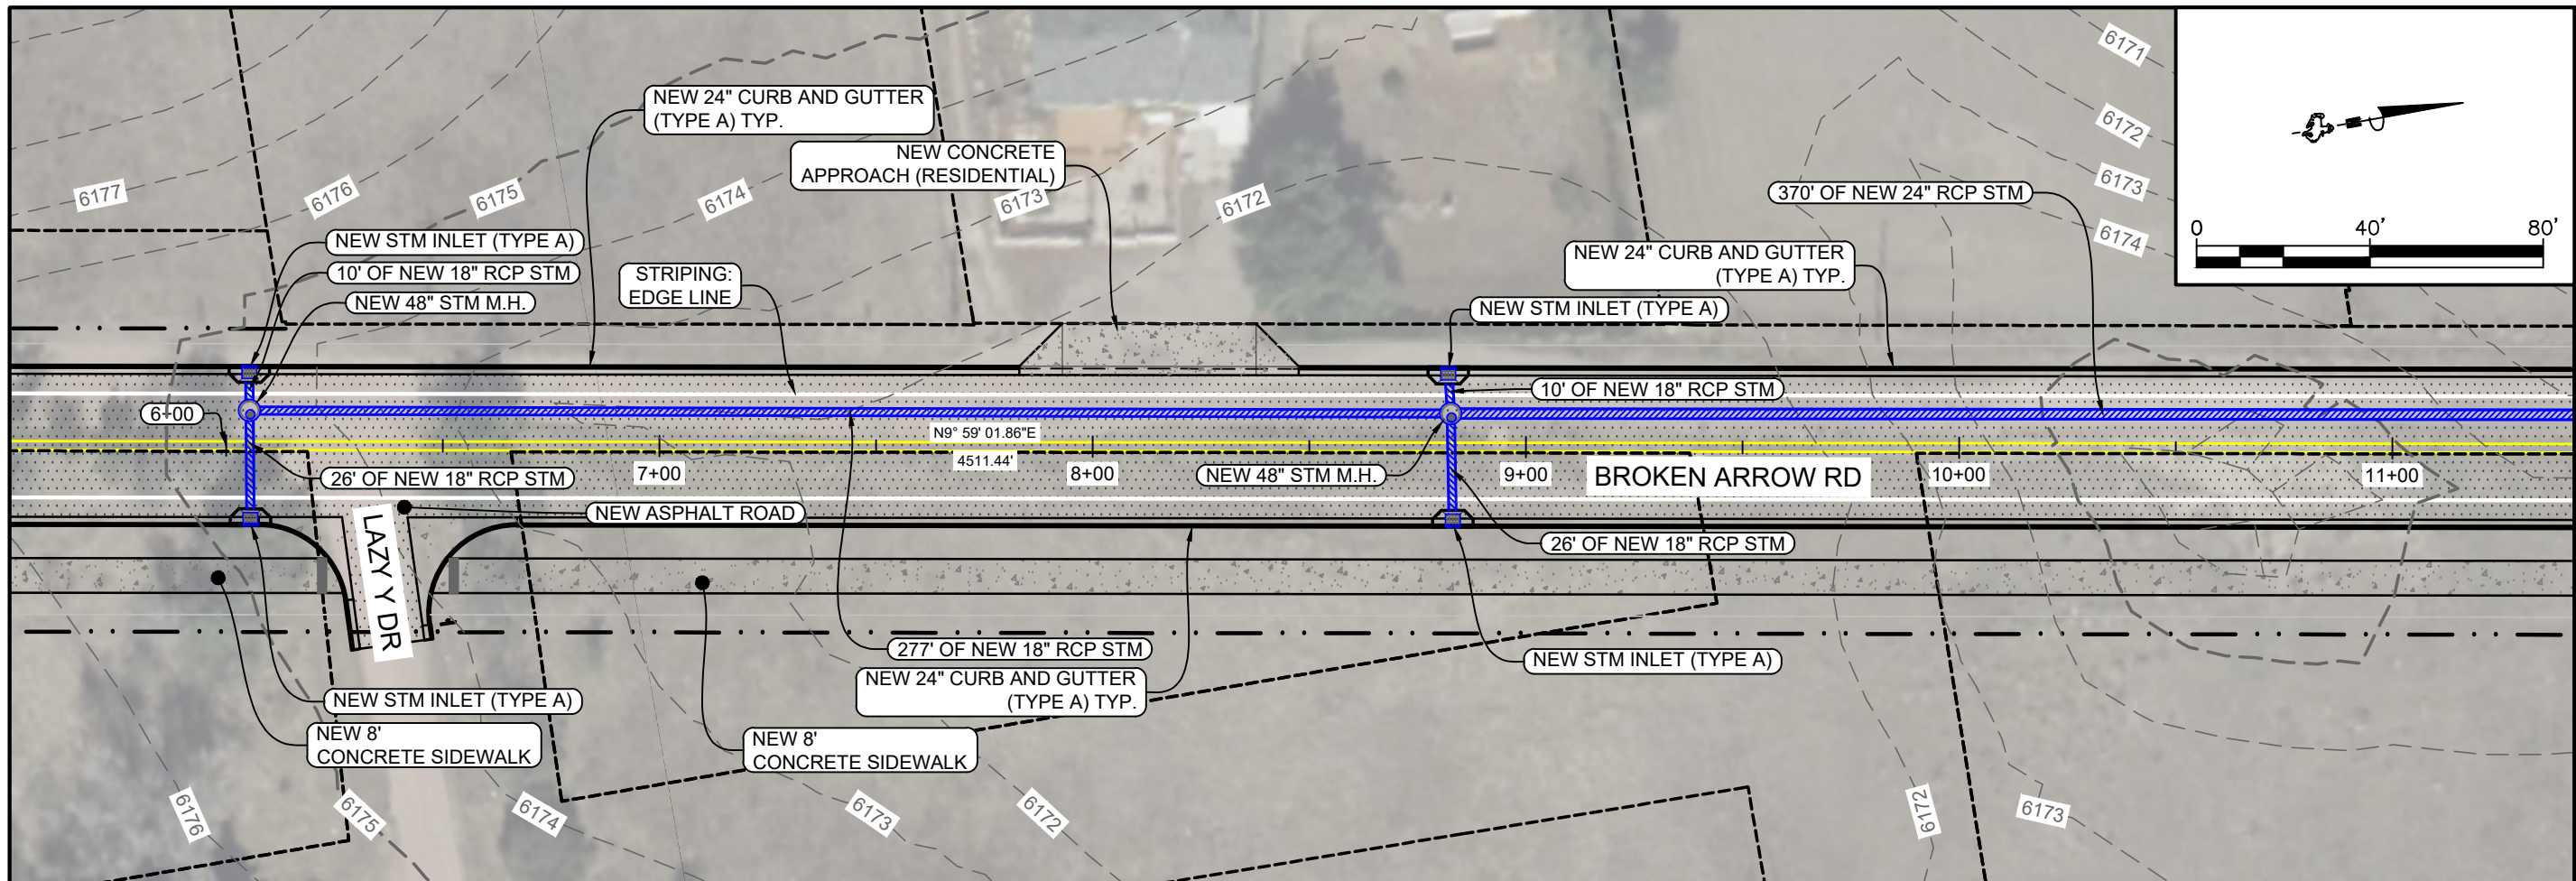 6171
6172
6173
6174
0
40'
80'
6177
6176
6175
6174
6173
6172
NEW 24" CURB AND GUTTER
(TYPE A) TYP.
NEW CONCRETE
APPROACH (RESIDENTIAL)
370' OF NEW 24" RCP STM
NEW STM INLET (TYPE A)
10' OF NEW 18" RCP STM
NEW 48" STM M.H.
STRIPING:
EDGE LINE
NEW 24" CURB AND GUTTER
(TYPE A) TYP.
NEW STM INLET (TYPE A)
10' OF NEW 18" RCP STM
6+00
N9° 59' 01.86"E
4511.44'
7+00
8+00
9+00
10+00
11+00
BROKEN ARROW RD
26' OF NEW 18" RCP STM
NEW 48" STM M.H.
NEW ASPHALT ROAD
LAZY Y DR
26' OF NEW 18" RCP STM
277' OF NEW 18" RCP STM
NEW 24" CURB AND GUTTER
(TYPE A) TYP.
NEW STM INLET (TYPE A)
NEW STM INLET (TYPE A)
NEW 8'
CONCRETE SIDEWALK
NEW 8'
CONCRETE SIDEWALK
6176
6175
6174
6173
6172
6172
6173